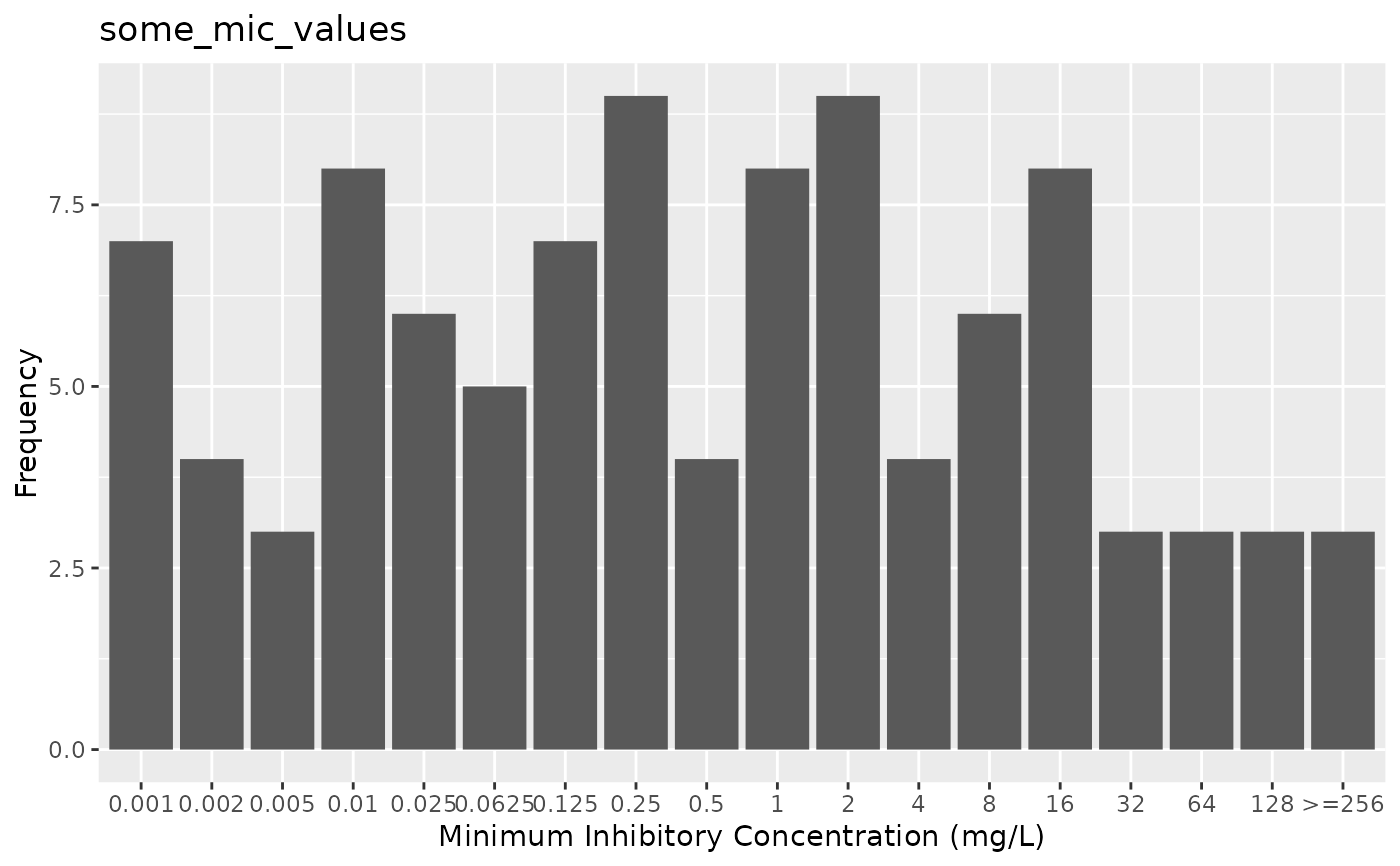 some_mic_values
Frequency
7.5
5.0
2.5
0.0
0.001 0.002 0.005 0.01 0.025 0.0625 0.125 0.25 0.5 1 2 4 8 16 32 64 128 >=256
Minimum Inhibitory Concentration (mg/L)